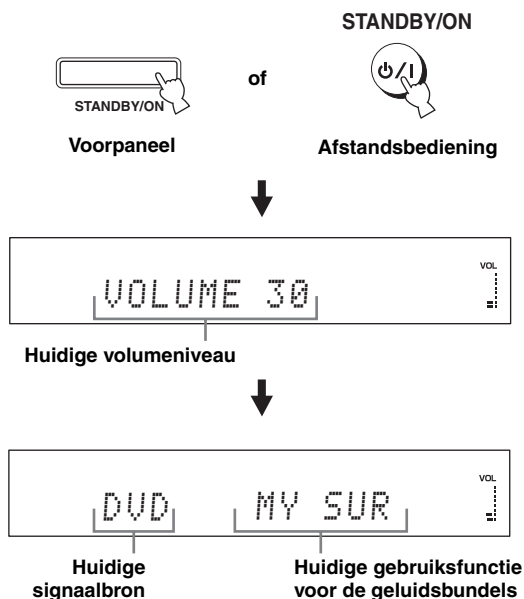 STANDBY/ON
of
STANDBY/ON
Voorpaneel
Afstandsbediening
VOL
VOLUME 30
Huidige volumeniveau
VOL
DVD MY SUR
Huidige
signaalbron
Huidige gebruiksfunctie
voor de geluidsbundels